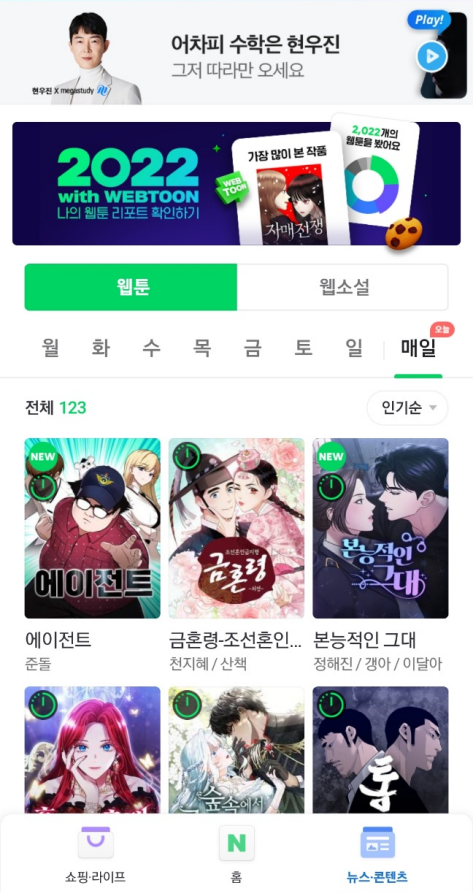 Play!
어차피 수학은 현우진
그저 따라만 오세요
현우진 X megastudy
2022
with WEBTOON
나의 웹툰 리포트 확인하기
WEB
TOON
가장 많이 본 작품
자매전쟁
2,022개의
웹툰을 봤어요
웹툰
웹소설
월 화 수 목 금 토 일 매일
오늘
전체 123
인기순
NEW
에이전트
조선혼인금지령
금혼령
NEW
본능적인
그대
에이전트
준돌
금혼령-조선혼인...
천지혜 / 산책
본능적인 그대
정해진 / 갱아 / 이달아
숲속에서
통
쇼핑·라이프
N
홈
뉴스·콘텐츠